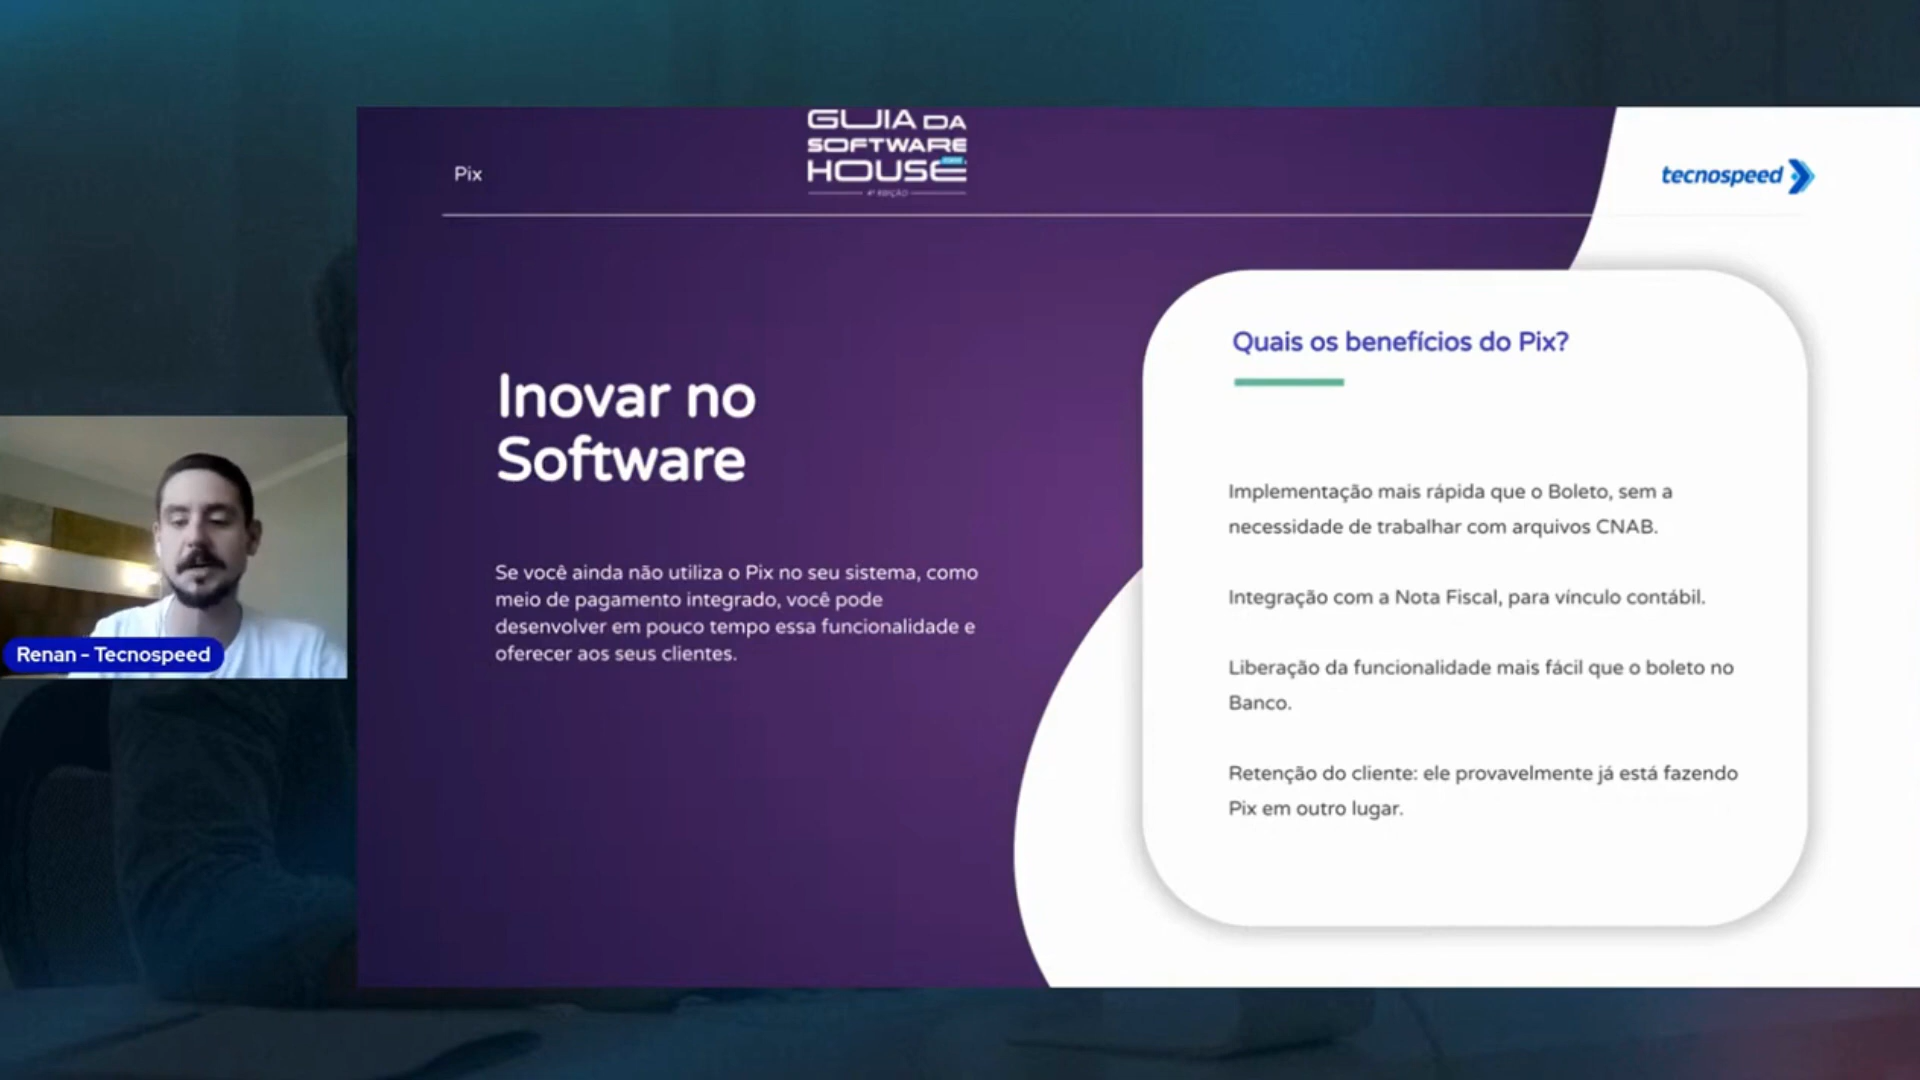 Pix
GUIA DA
SOFTWARE
HOUSE
4ª EDIÇÃO
tecnospeed
Inovar no
Software
Se você ainda não utiliza o Pix no seu sistema, como
meio de pagamento integrado, você pode
desenvolver em pouco tempo essa funcionalidade e
oferecer aos seus clientes.
Quais os benefícios do Pix?
Implementação mais rápida que o Boleto, sem a
necessidade de trabalhar com arquivos CNAB.
Integração com a Nota Fiscal, para vínculo contábil.
Liberação da funcionalidade mais fácil que o boleto no
Banco.
Retenção do cliente: ele provavelmente já está fazendo
Pix em outro lugar.
Renan - Tecnospeed